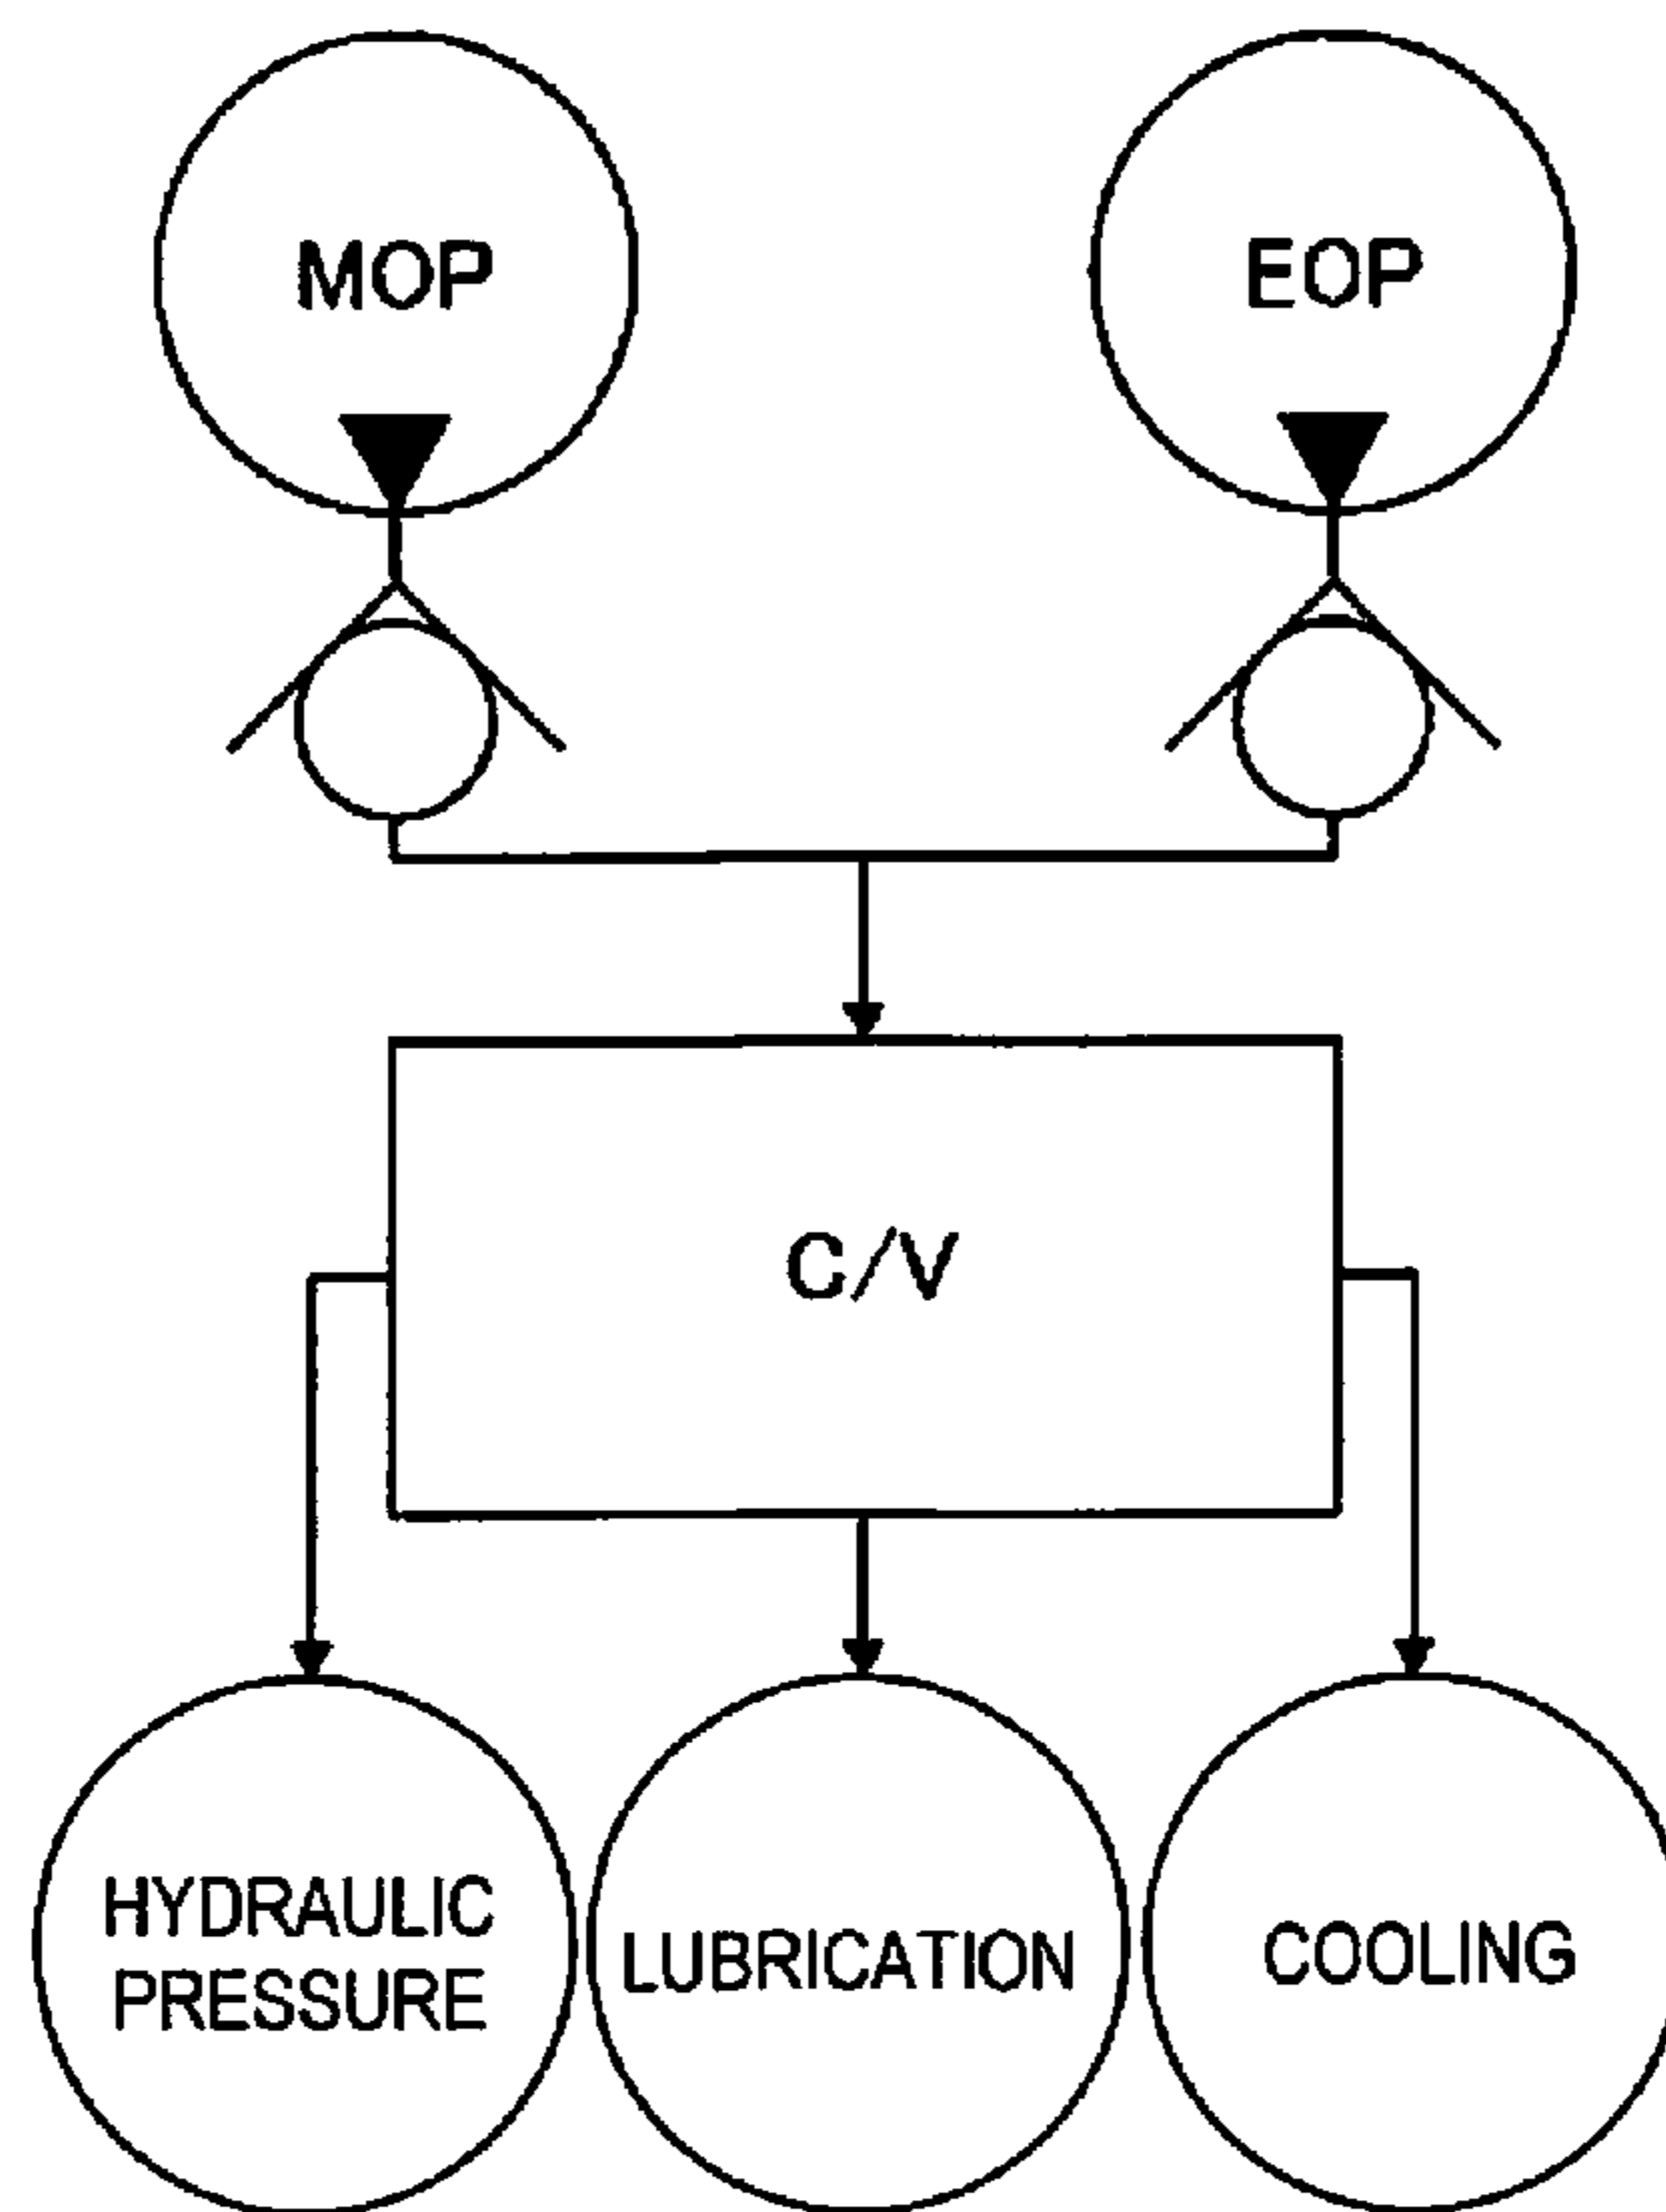 MOP
EOP
C/V
HYDRAULIC
PRESSURE
LUBRICATION
COOLING